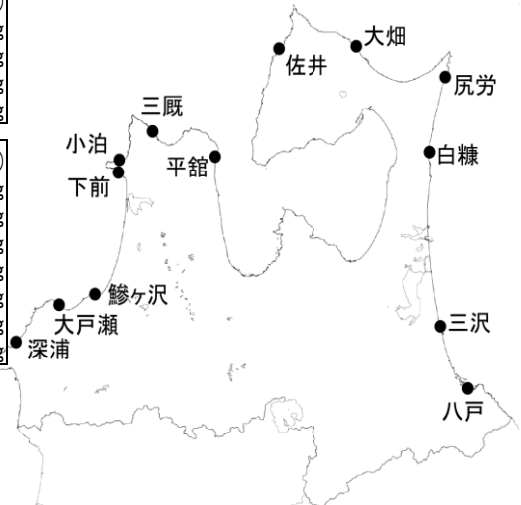 大畑
佐井
尻労
三厩
小泊
白糠
平舘
下前
鰺ヶ沢
大戸瀬
三沢
深浦
八戸